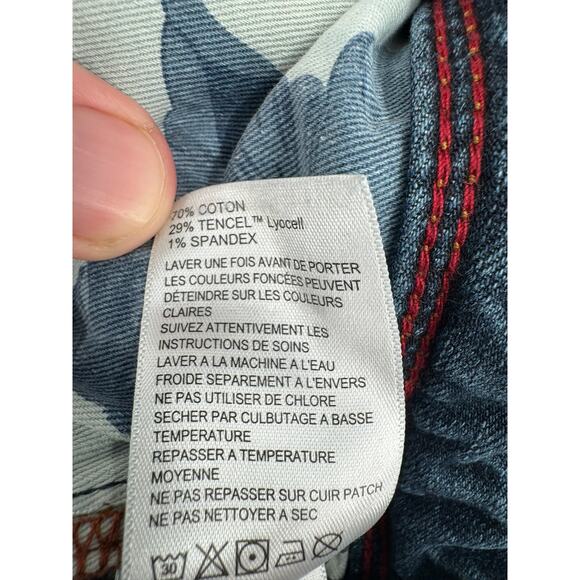 70% COTON
29% TENCEL™ Lyocell
1% SPANDEX
LAVER UNE FOIS AVANT DE PORTER
LES COULEURS FONCÉES PEUVENT
DÉTEINDRE SUR LES COULEURS
CLAIRES
SUIVEZ ATTENTIVEMENT LES
INSTRUCTIONS DE SOINS
LAVER A LA MACHINE A L'EAU
FROIDE SEPAREMENT A L'ENVERS
NE PAS UTILISER DE CHLORE
SECHER PAR CULBUTAGE A BASSE
TEMPERATURE
REPASSER A TEMPERATURE
MOYENNE
NE PAS REPASSER SUR CUIR PATCH
NE PAS NETTOYER A SEC
30